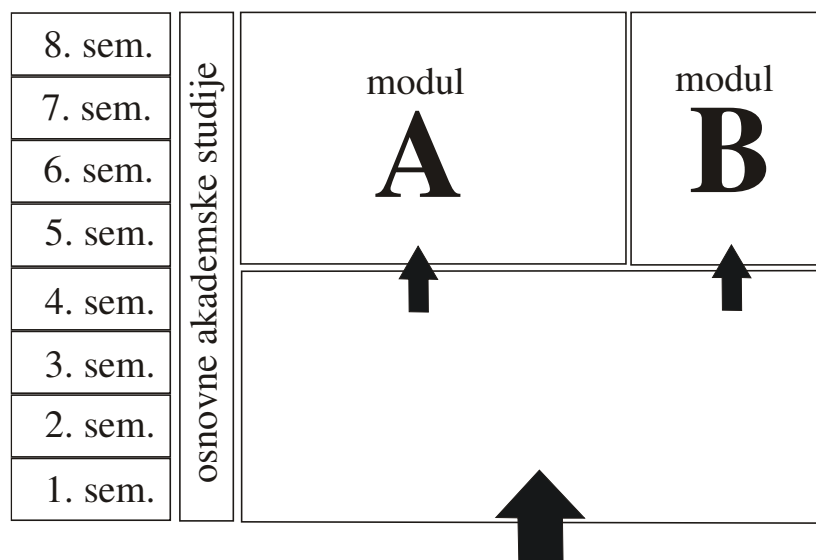 8. sem.
7. sem.
6. sem.
5. sem.
4. sem.
3. sem.
2. sem.
1. sem.
osnovne akademske studije
modul
A
modul
B